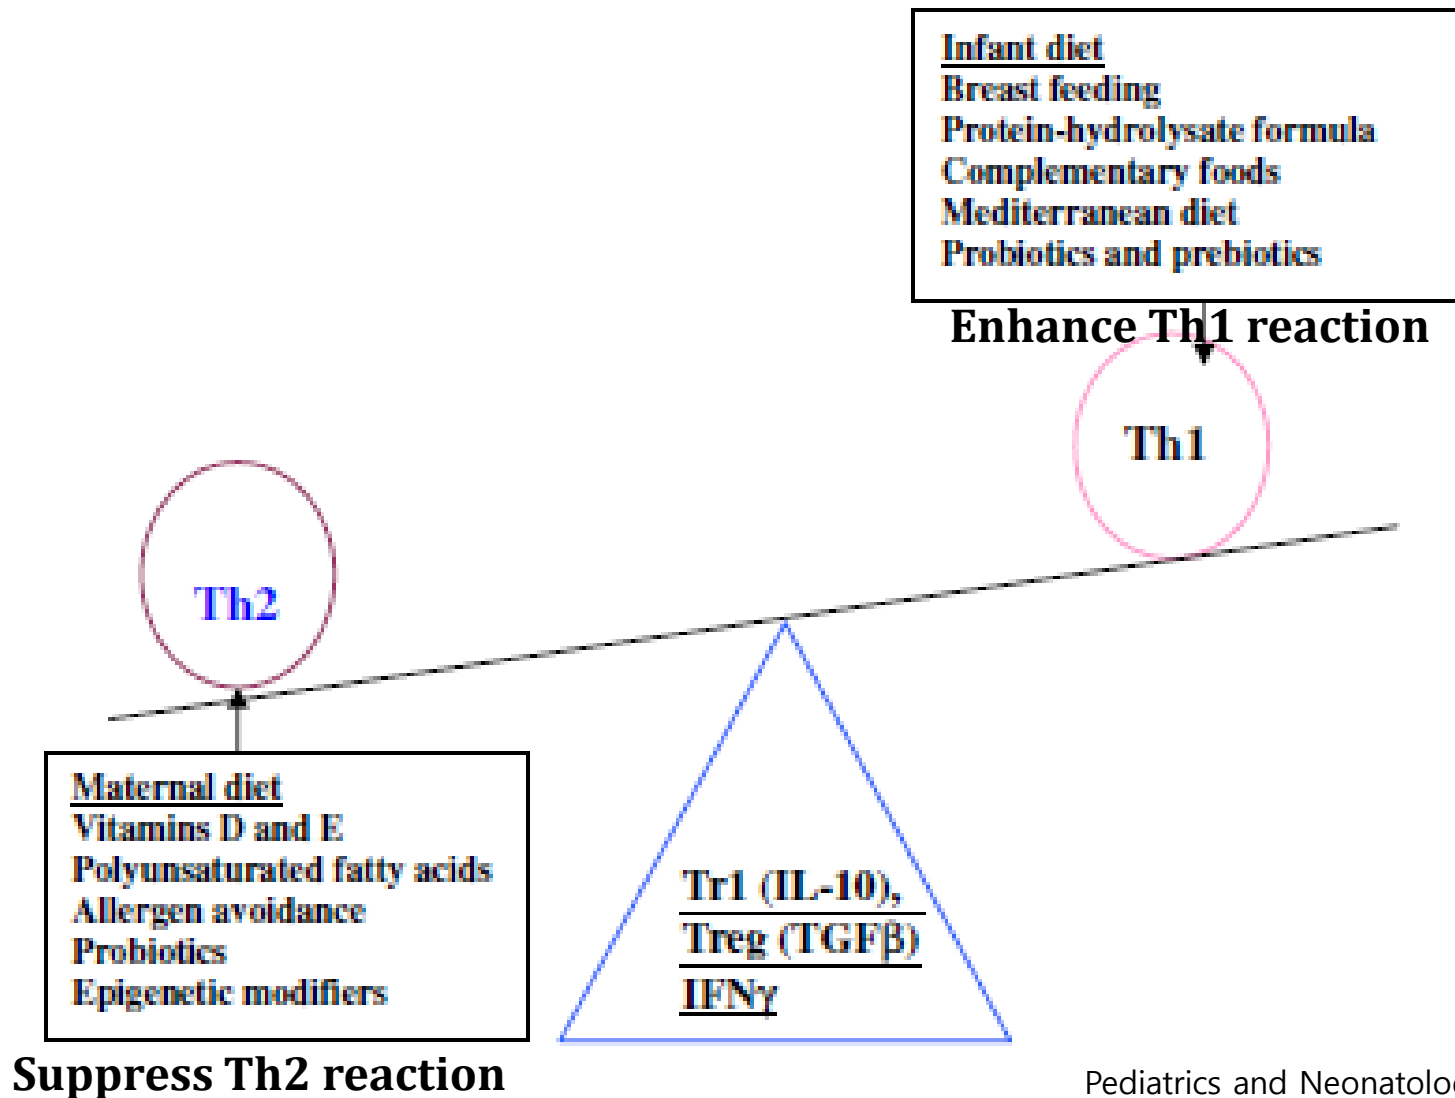 Infant diet
Breast feeding
Protein-hydrolysate formula
Complementary foods
Mediterranean diet
Probiotics and prebiotics
Enhance Th1 reaction
Th1
Th2
Maternal diet
Vitamins D and E
Polyunsaturated fatty acids
Allergen avoidance
Probiotics
Epigenetic modifiers
Suppress Th2 reaction
Tr1 (IL-10),
Treg (TGFβ)
IFNγ
Pediatrics and